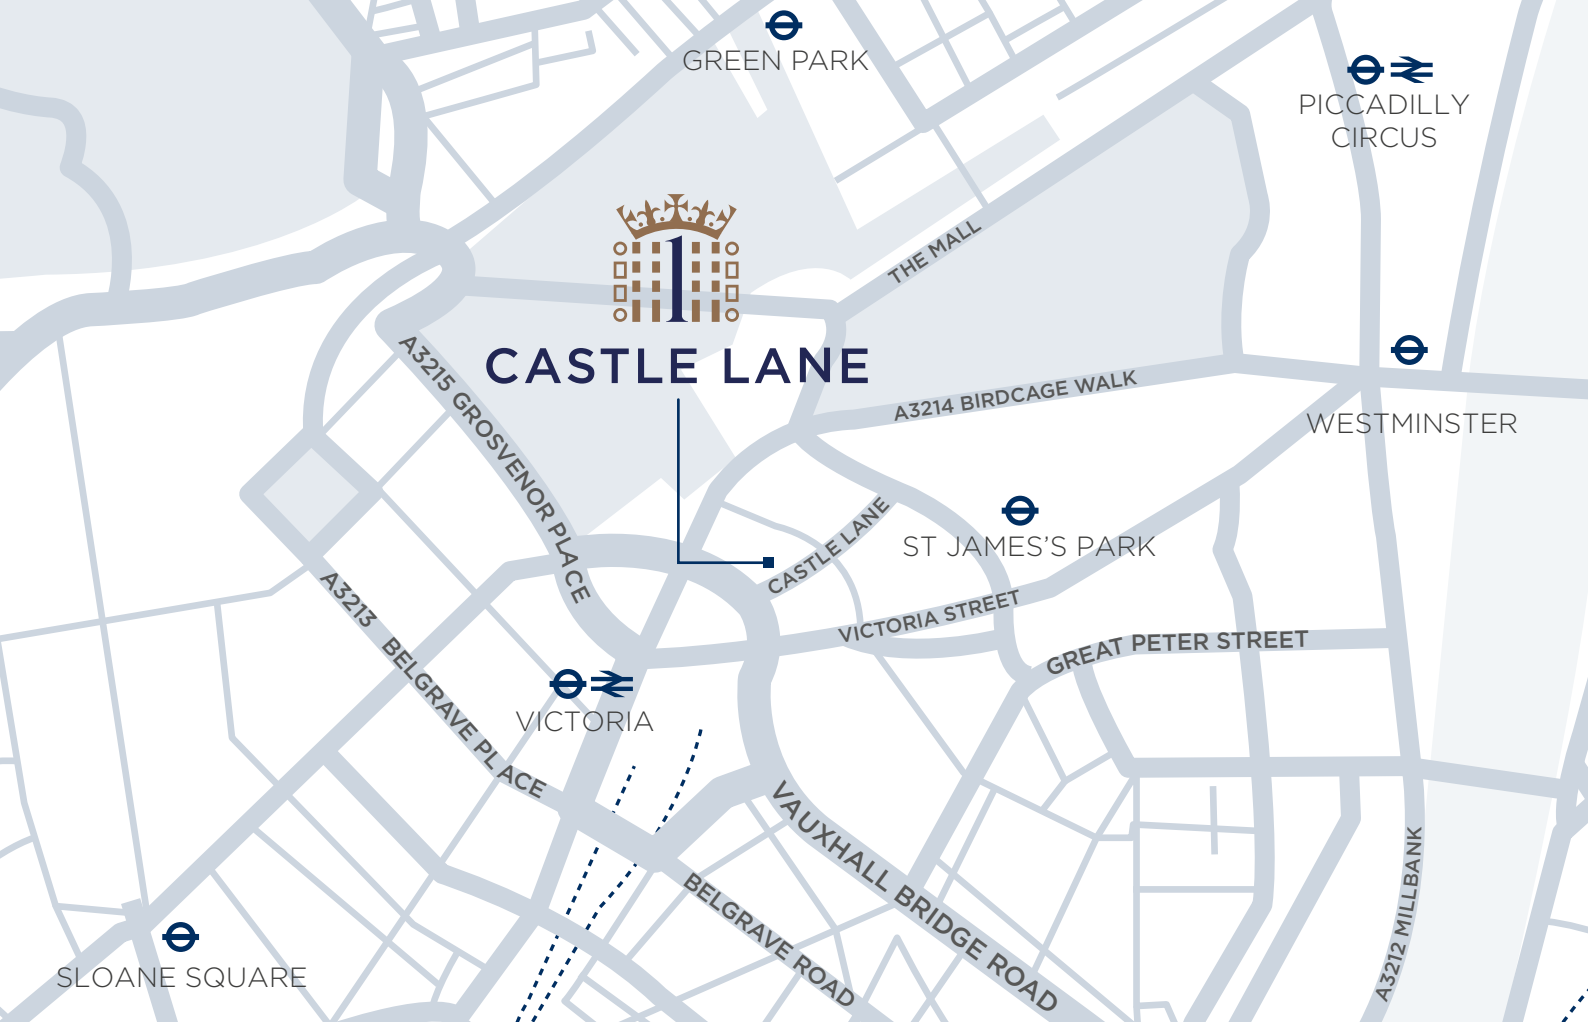 GREEN PARK
PICCADILLY
CIRCUS
THE MALL
1
CASTLE LANE
A3215 GROSVENOR PLACE
A3214 BIRDCAGE WALK
WESTMINSTER
CASTLE LANE
ST JAMES'S PARK
A3213 BELGRAVE PLACE
VICTORIA STREET
GREAT PETER STREET
VICTORIA
VAUXHALL BRIDGE ROAD
BELGRAVE ROAD
A3212 MILLBANK
SLOANE SQUARE